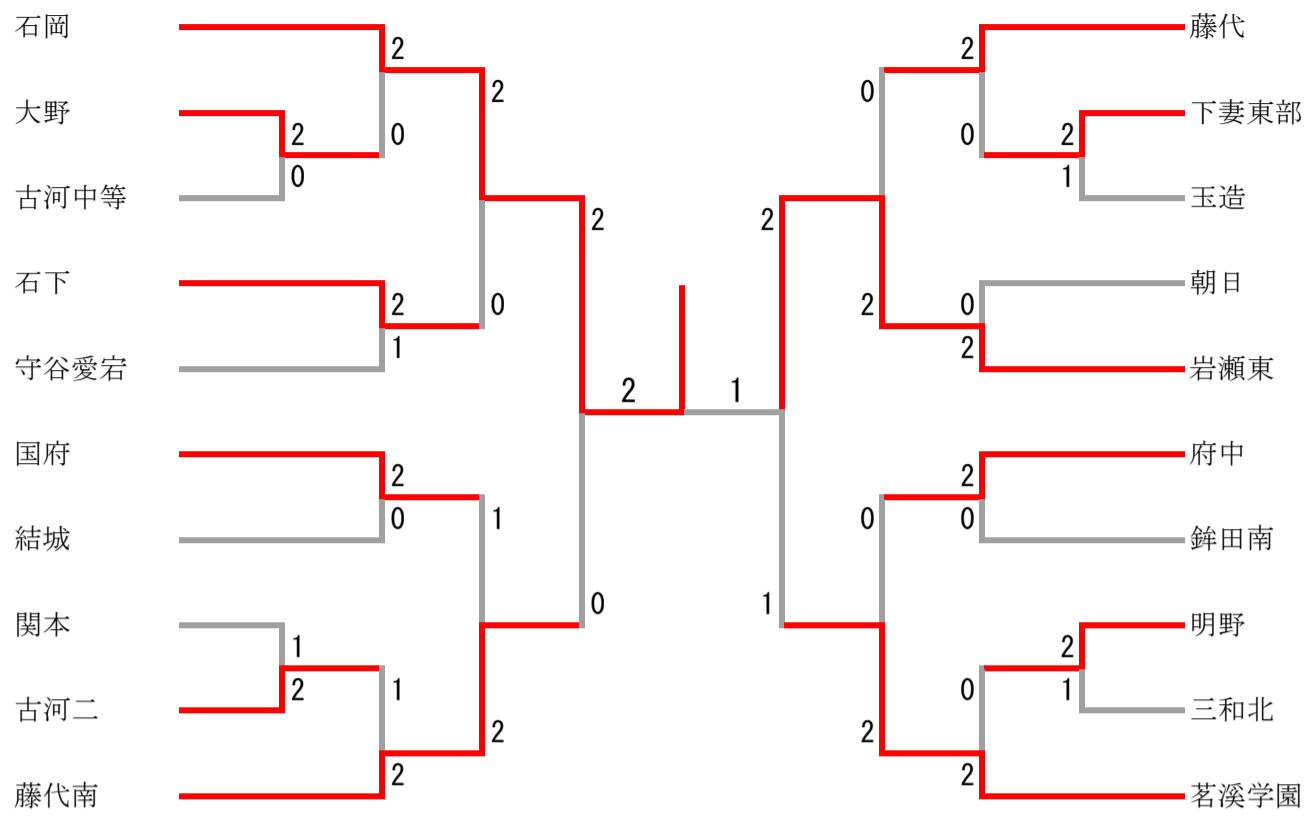 石岡
2
2
大野
2
0
0
古河中等
2
石下
2
0
守谷愛宕
1
2
国府
2
結城
0
1
関本
1
0
古河二
2
1
2
藤代南
2
1
藤代
2
0
下妻東部
2
0
玉造
1
2
朝日
0
2
岩瀬東
2
府中
2
0
鉾田南
0
1
明野
2
0
三和北
1
2
茗溪学園
2